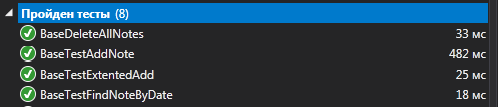 Пройден тесты (8)
BaseDeleteAllNotes 33 мс
BaseTestAddNote 482 мс
BaseTestExtentedAdd 25 мс
BaseTestFindNoteByDate 18 мс